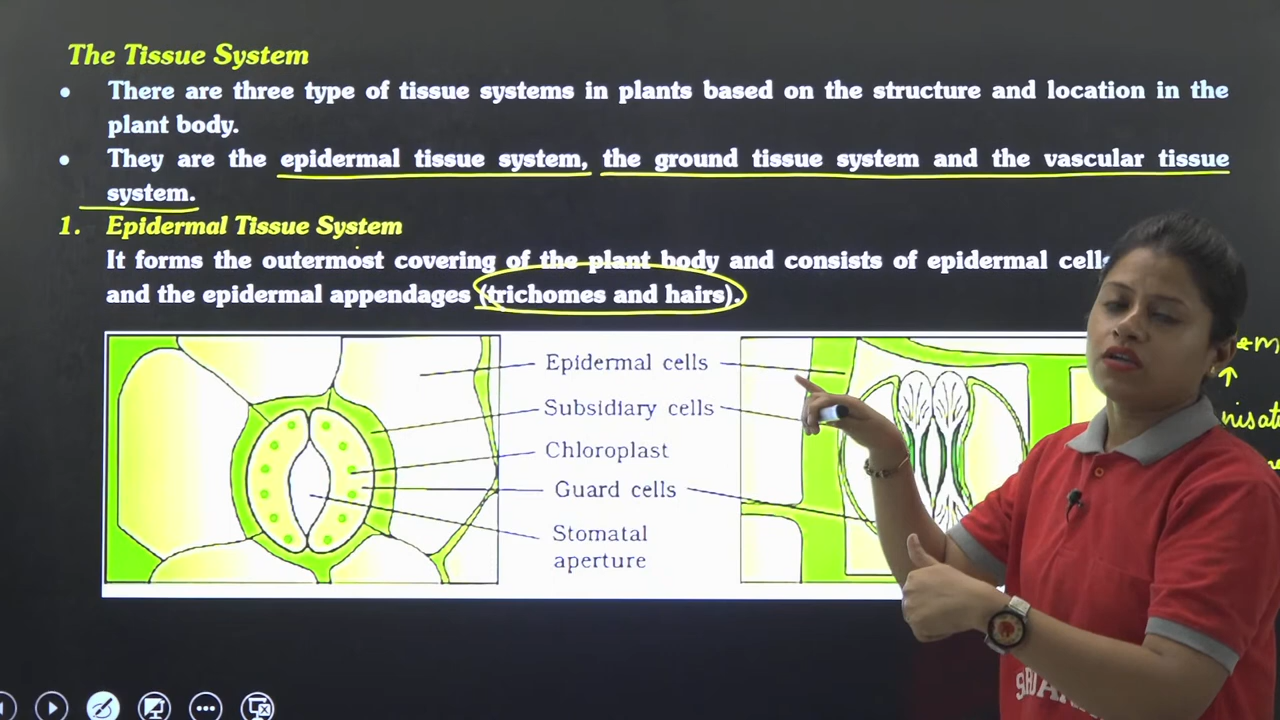 The Tissue System
• There are three type of tissue systems in plants based on the structure and location in the
plant body.
• They are the epidermal tissue system, the ground tissue system and the vascular tissue
system.
1. Epidermal Tissue System
It forms the outermost covering of the plant body and consists of epidermal cells
and the epidermal appendages (trichomes and hairs).
Epidermal cells
Subsidiary cells
Chloroplast
Guard cells
Stomatal
aperture